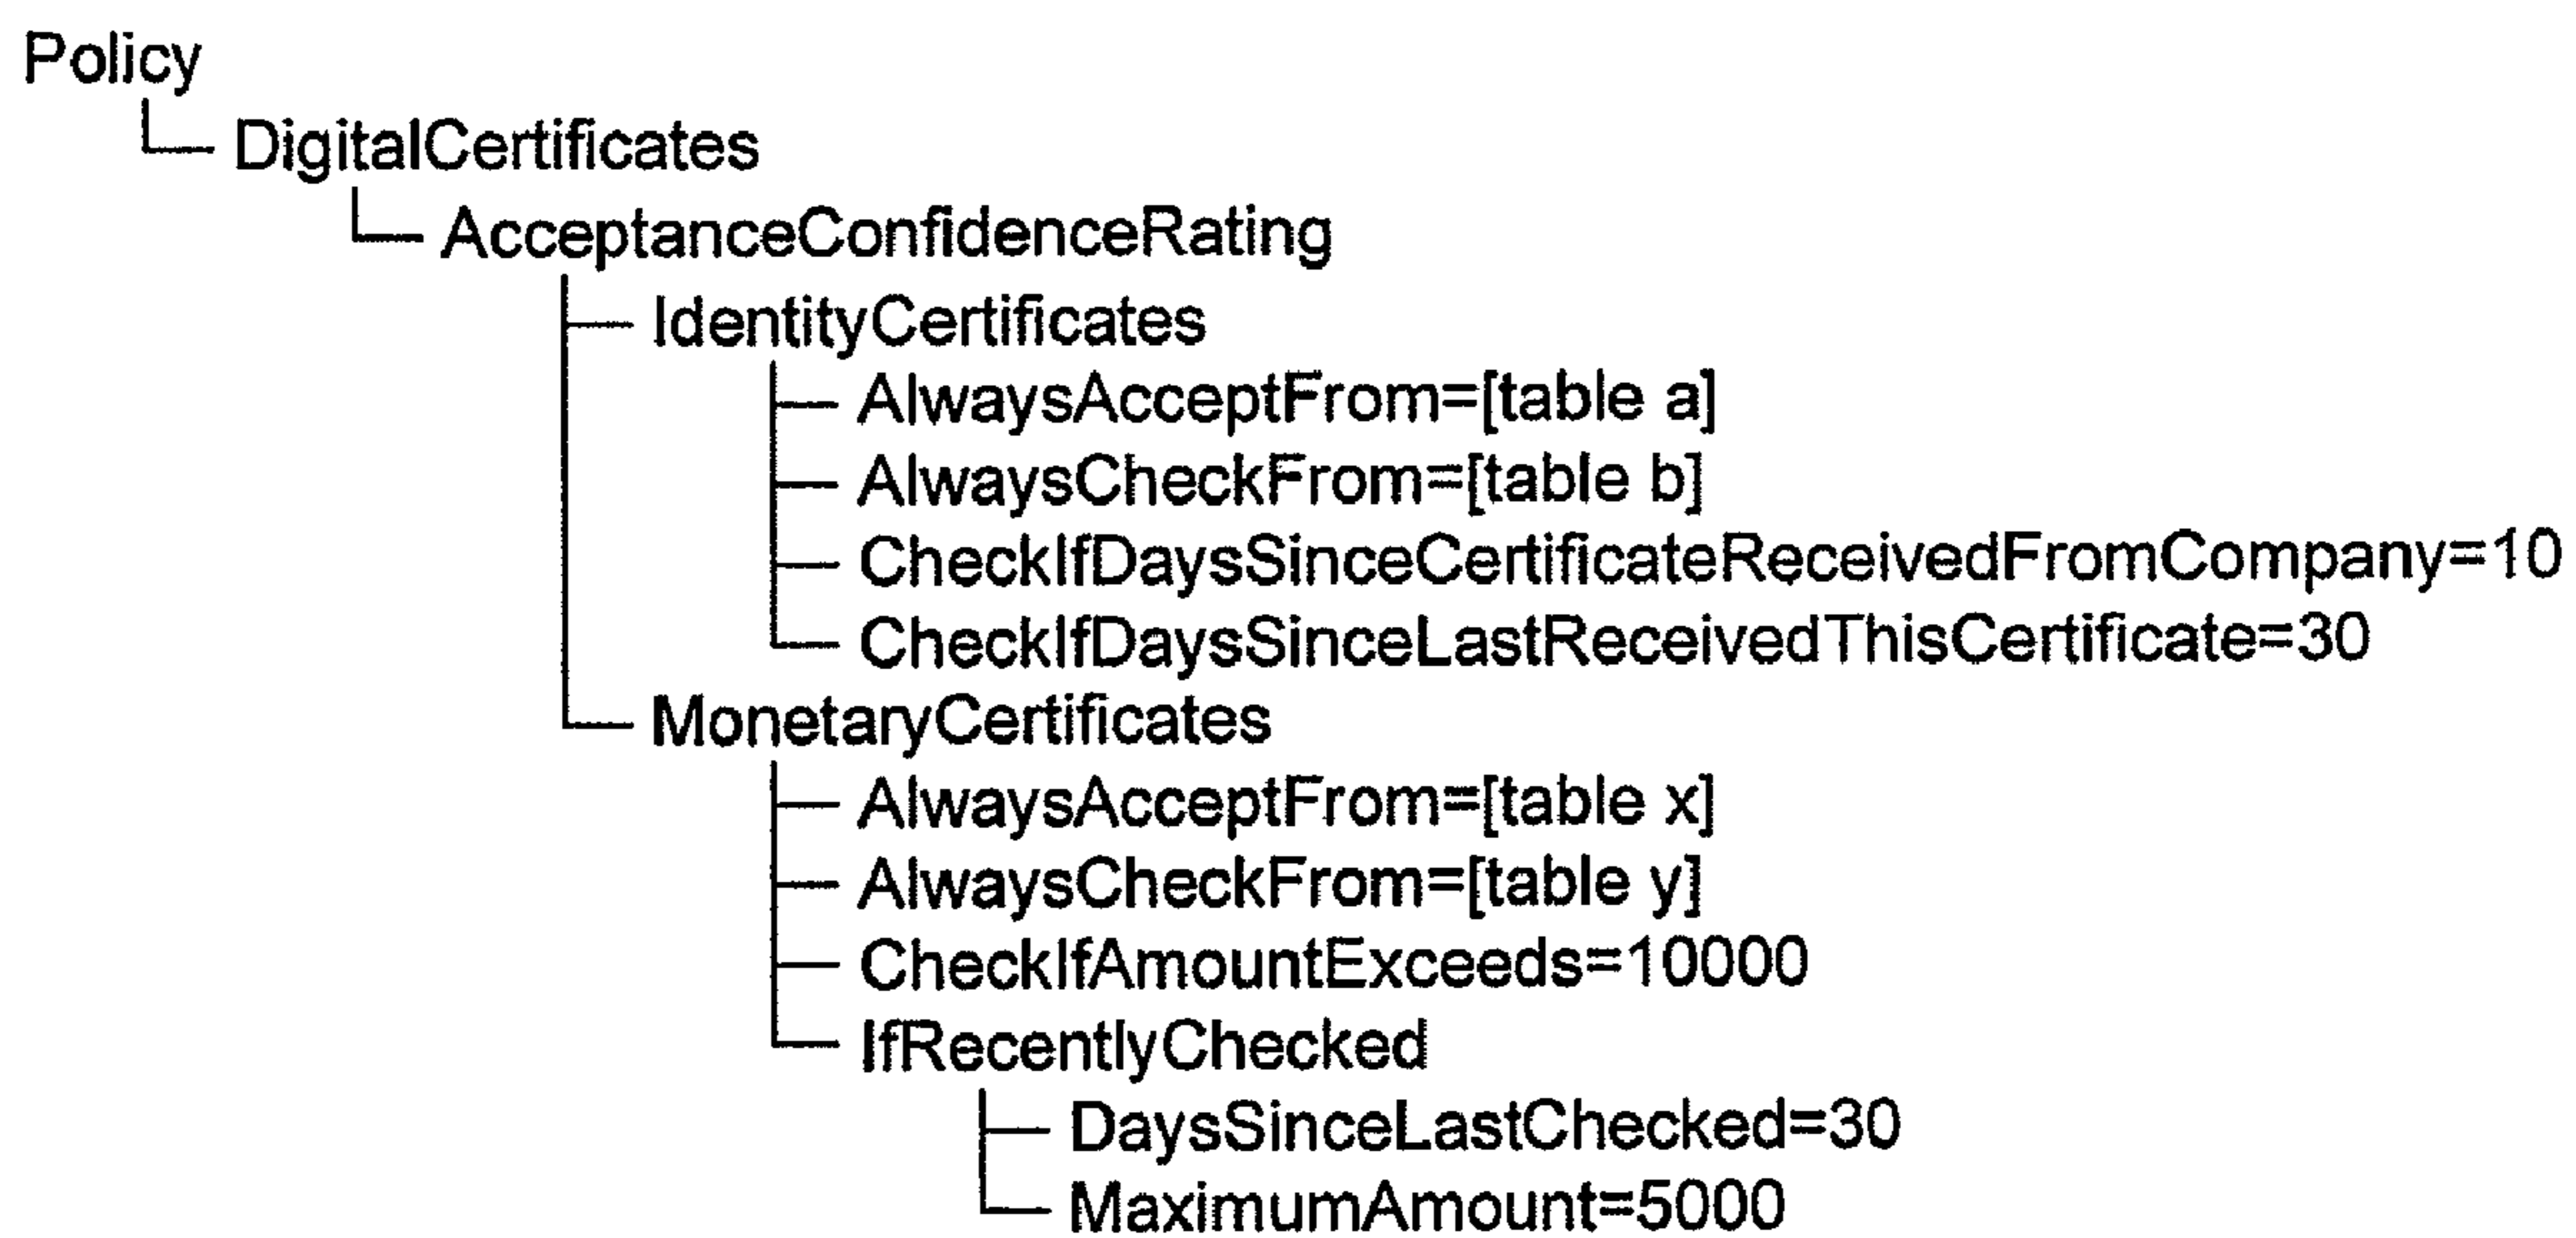 Policy
DigitalCertificates
AcceptanceConfidenceRating
IdentityCertificates
AlwaysAcceptFrom=[table a]
AlwaysCheckFrom=[table b]
CheckIfDaysSinceCertificateReceivedFromCompany=10
CheckIfDaysSinceLastReceivedThisCertificate=30
MonetaryCertificates
AlwaysAcceptFrom=[table x]
AlwaysCheckFrom=[table y]
CheckIfAmountExceeds=10000
IfRecentlyChecked
DaysSinceLastChecked=30
MaximumAmount=5000